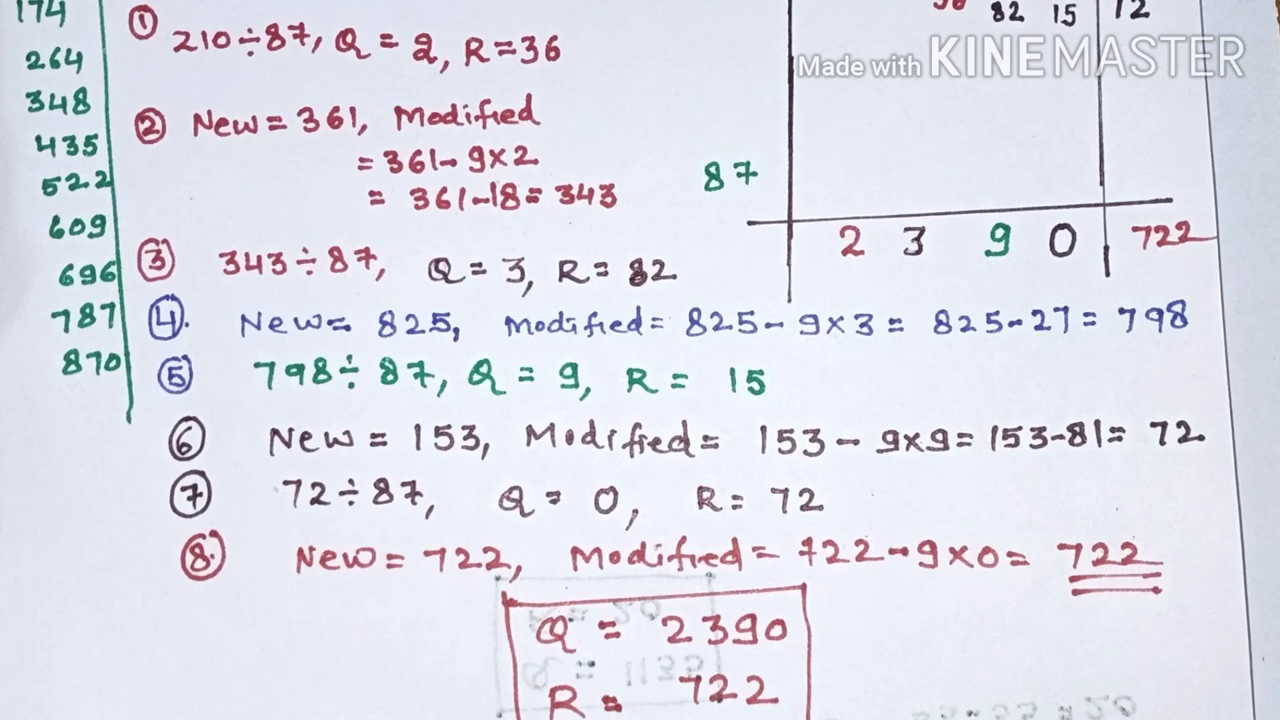 174
264
348
435
522
609
696
787
870
① 210÷87, Q = 2, R=36
② New = 361, Modified
= 361-9×2
= 361-18= 343
③ 343÷87, Q = 3, R= 82
④. New= 825, Modified= 825-9×3= 825-27= 798
⑤ 798÷87, Q = 9, R= 15
⑥ New = 153, Modified= 153-9×9=153-81= 72.
⑦ 72÷87, Q= 0, R= 72
⑧. New= 722, Modified= 722-9×0= 722
Q = 2390
R= 722
82 15 12
Made with KINEMASTER
87
2 3 9 0 722